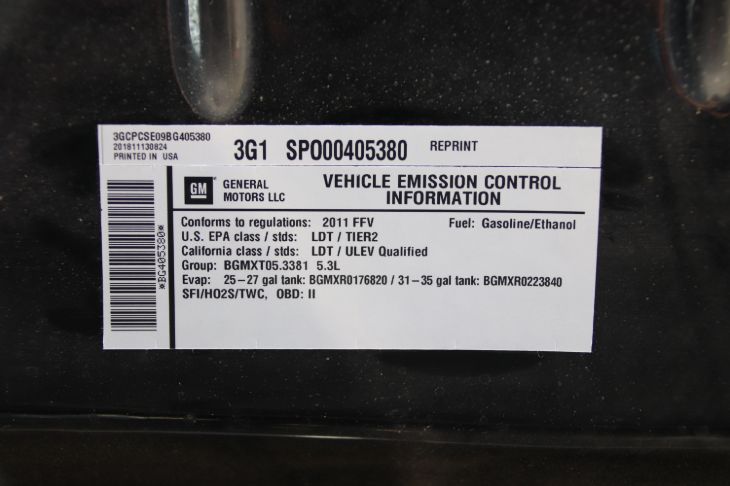 3GCPCSE09BG405380
201811130824
PRINTED IN USA
3G1 SPO00405380 REPRINT
*BG405380*
GM
GENERAL MOTORS LLC
VEHICLE EMISSION CONTROL
INFORMATION
Conforms to regulations: 2011 FFV Fuel: Gasoline/Ethanol
U.S. EPA class / stds: LDT / TIER2
California class / stds: LDT / ULEV Qualified
Group: BGMXT05.3381 5.3L
Evap: 25-27 gal tank: BGMXR0176820 / 31-35 gal tank: BGMXR0223840
SFI/HO2S/TWC, OBD: II